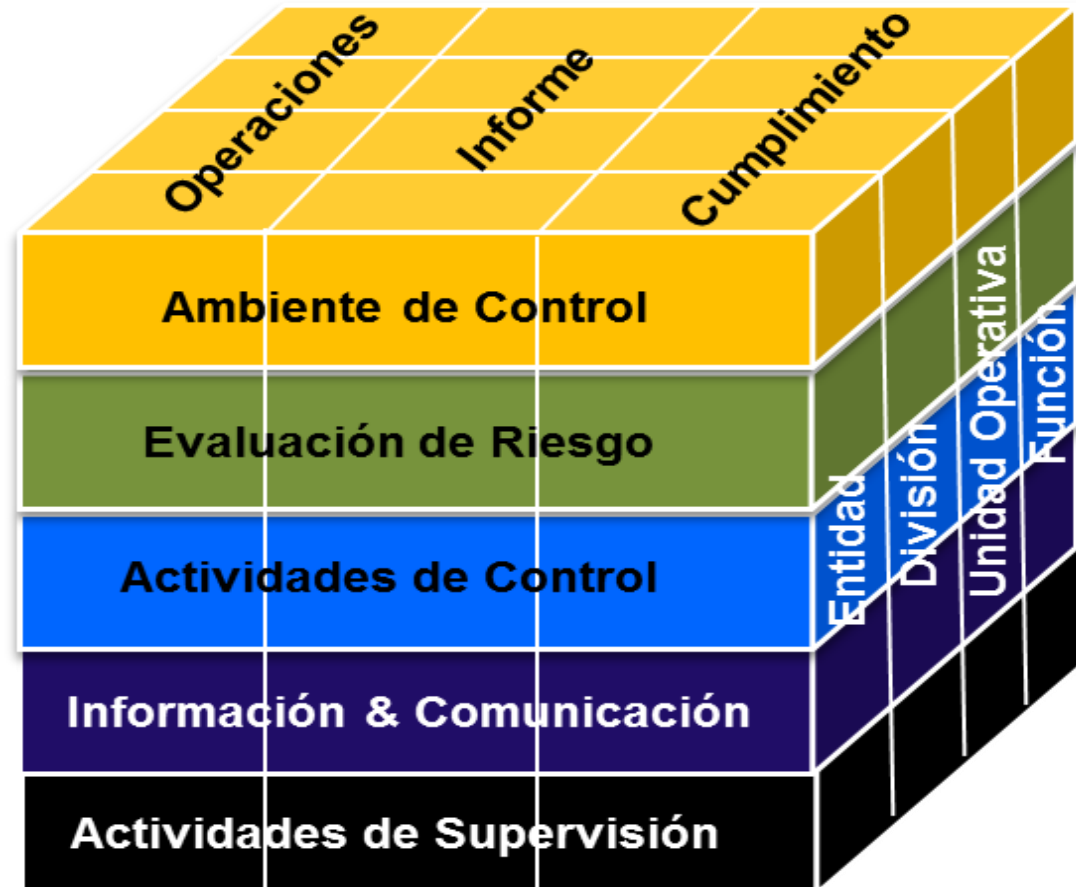 Operaciones
Informe
Cumplimiento
Ambiente de Control
Evaluación de Riesgo
Actividades de Control
Información & Comunicación
Actividades de Supervisión
Entidad
División
Unidad Operativa
Función